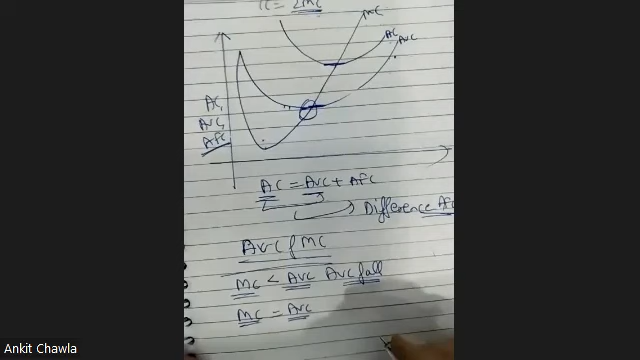 TC = ΣMC
MC
AC
AVC
AC,
AVC,
AFC
AC = AVC + AFC
Difference AFC
AVC & MC
MC < AVC AVC fall
MC = AVC
Ankit Chawla